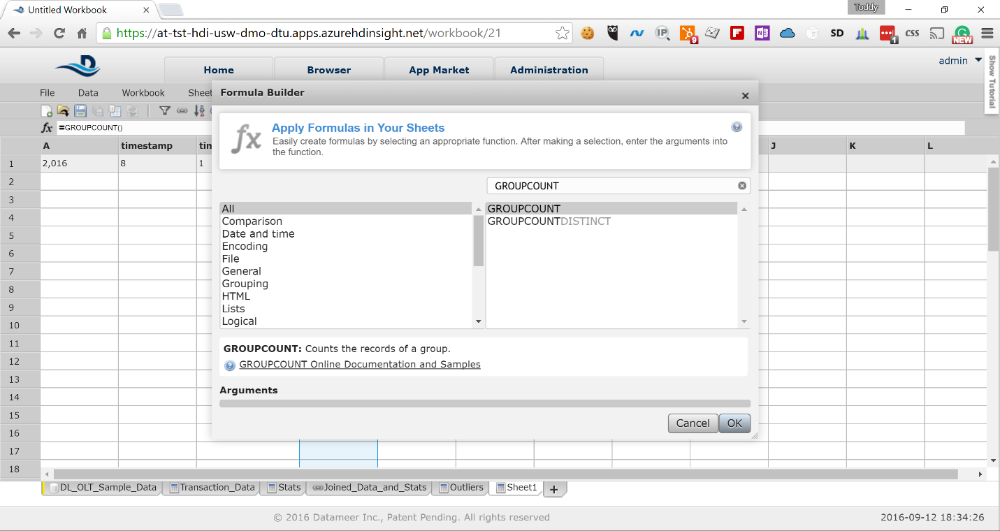 Untitled Workbook
Toddy
https://at-tst-hdi-usw-dmo-dtu.apps.azurehdinsight.net/workbook/21
IP
9
F
N
SD
1
CSS
NEW
D
Home
Browser
App Market
Administration
admin
Show Tutorial
File
Data
Workbook
Sheet
Formula Builder
fx
=GROUPCOUNT()
fx
Apply Formulas in Your Sheets
Easily create formulas by selecting an appropriate function. After making a selection, enter the arguments into
the function.
A
timestamp
tim
J
K
L
1
2,016
8
1
2
3
4
5
6
7
8
9
10
11
12
13
14
15
16
17
18
GROUPCOUNT
All
Comparison
Date and time
Encoding
File
General
Grouping
HTML
Lists
Logical
GROUPCOUNT
GROUPCOUNTDISTINCT
GROUPCOUNT: Counts the records of a group.
GROUPCOUNT Online Documentation and Samples
Arguments
Cancel
OK
DL_OLT_Sample_Data
Transaction_Data
Stats
Joined_Data_and_Stats
Outliers
Sheet1
+
© 2016 Datameer Inc., Patent Pending. All rights reserved
2016-09-12 18:34:26